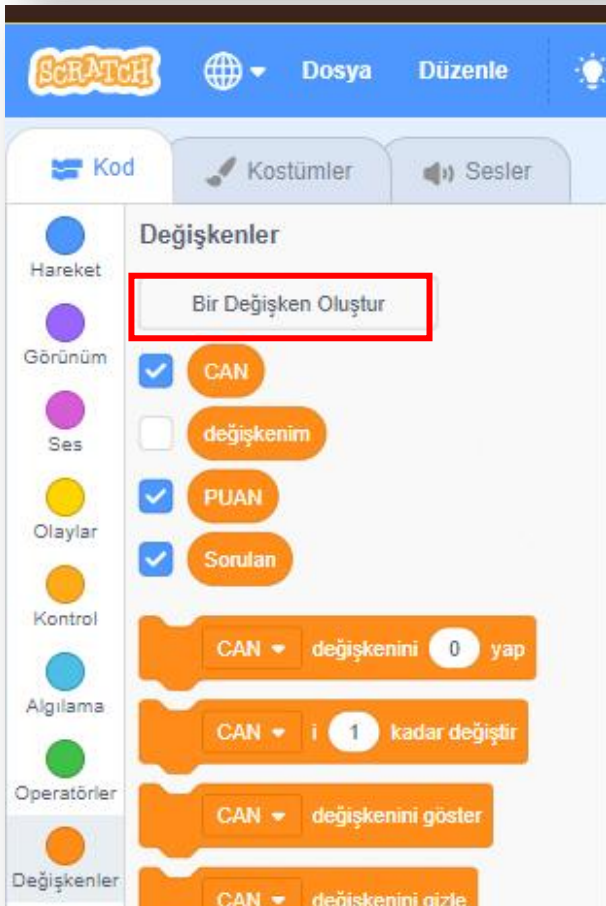 SCRATCH Dosya Düzenle
Kod Kostümler Sesler
Değişkenler
Hareket
Bir Değişken Oluştur
Görünüm
CAN
değişkenim
Ses
PUAN
Olaylar
Sorulan
Kontrol
CAN değişkenini 0 yap
Algılama
CAN i 1 kadar değiştir
Operatörler
CAN değişkenini göster
Değişkenler
CAN değişkenini gizle